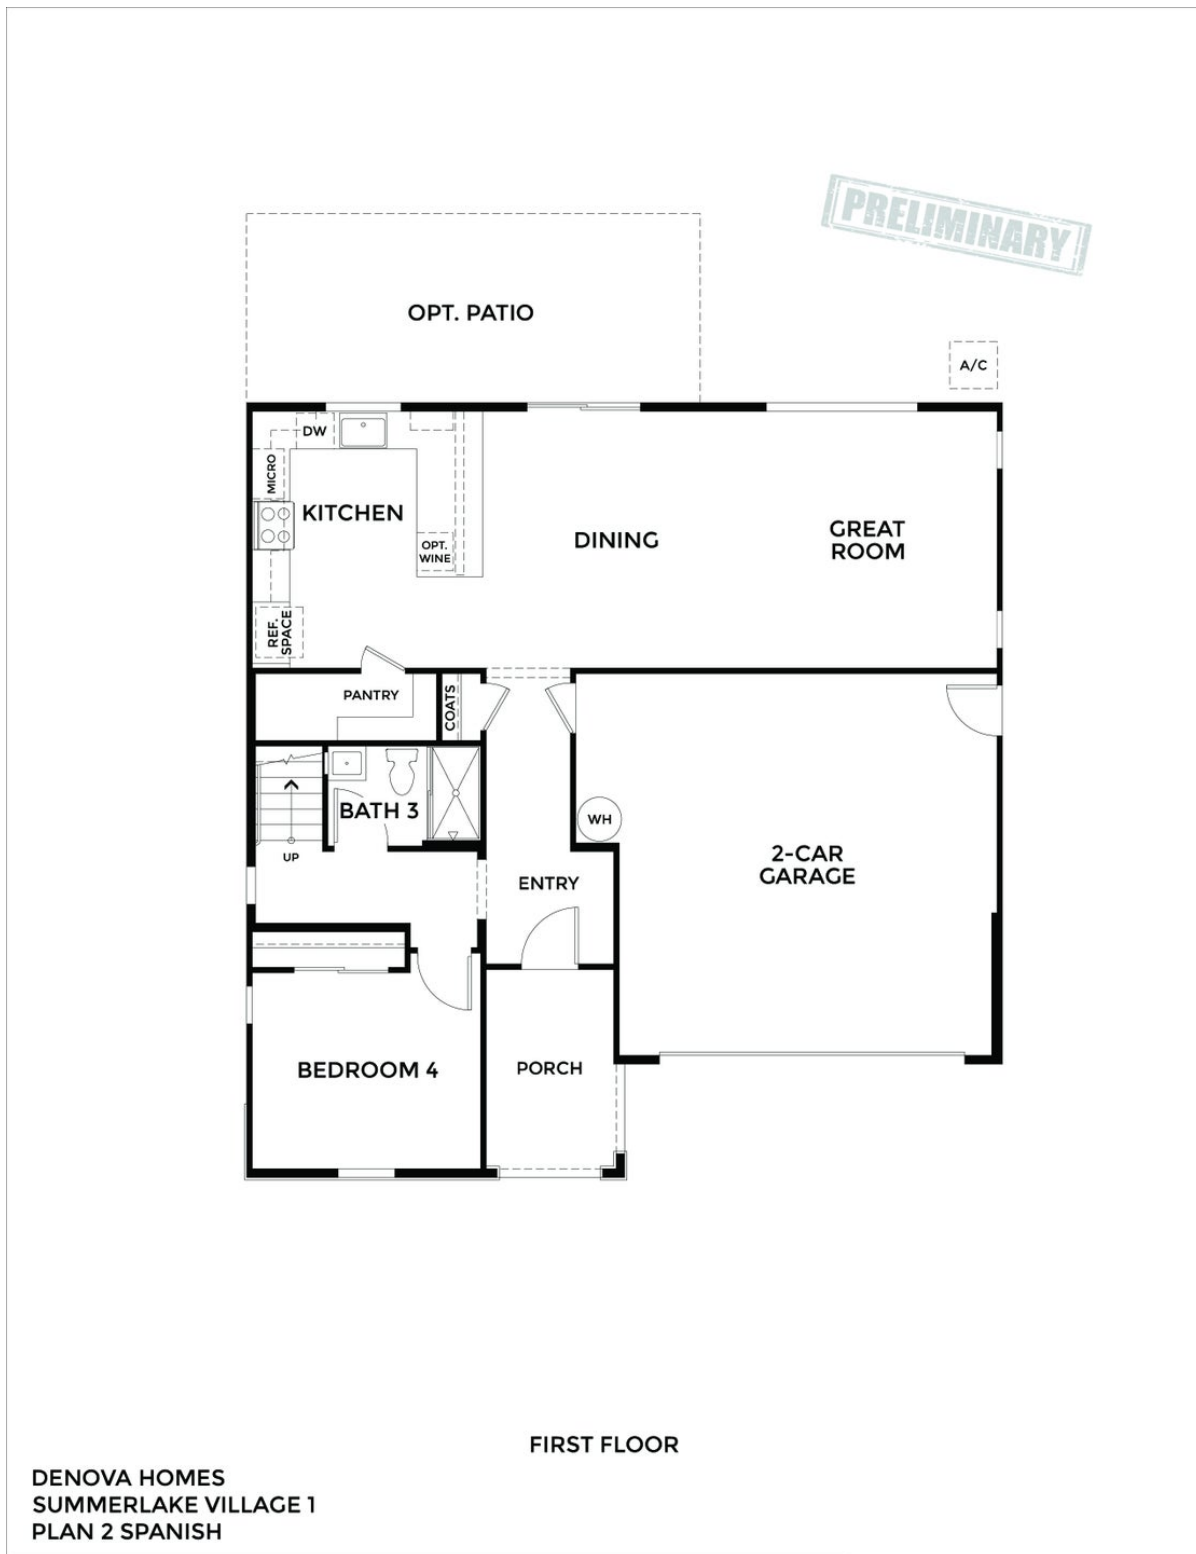 PRELIMINARY
OPT. PATIO
A/C
DW
MICRO
KITCHEN
OPT.
WINE
DINING
GREAT
ROOM
REF.
SPACE
PANTRY
COATS
BATH 3
WH
UP
ENTRY
2-CAR
GARAGE
BEDROOM 4
PORCH
FIRST FLOOR
DENOVA HOMES
SUMMERLAKE VILLAGE 1
PLAN 2 SPANISH